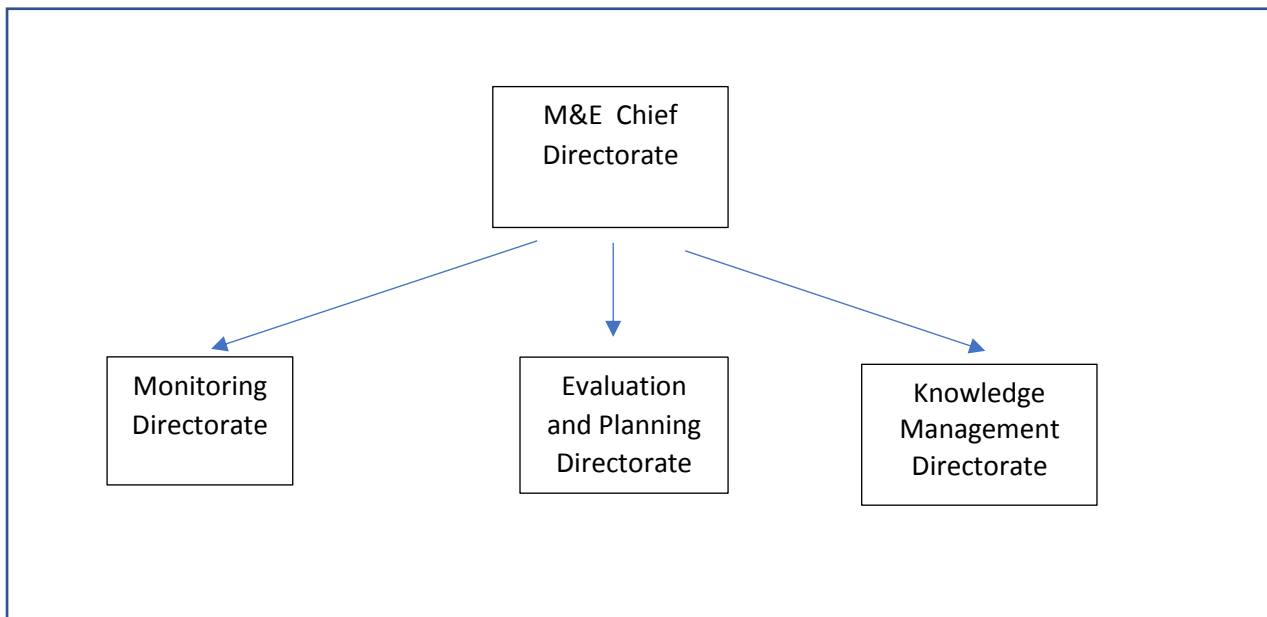 M&E  Chief
Directorate
Monitoring
Directorate
Evaluation
and Planning
Directorate
Knowledge
Management
Directorate